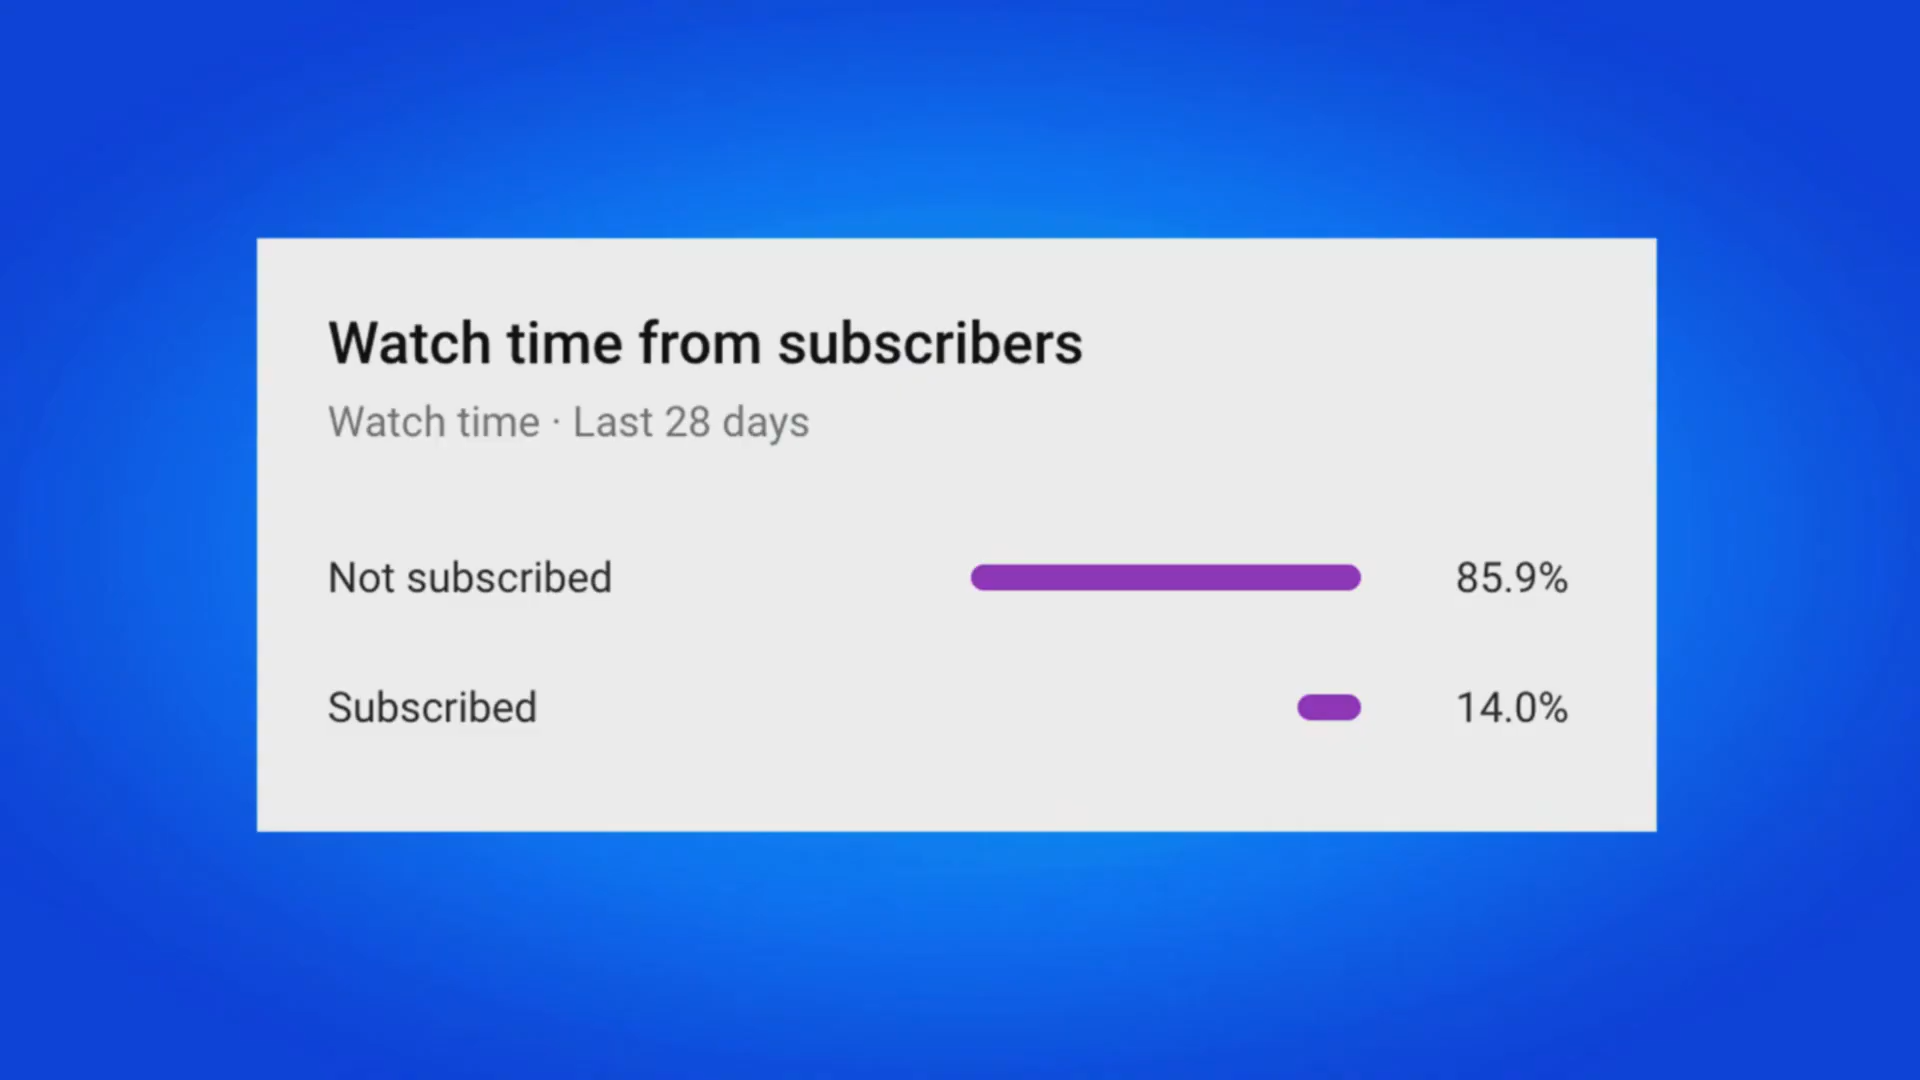 Watch time from subscribers
Watch time · Last 28 days
Not subscribed 85.9%
Subscribed 14.0%